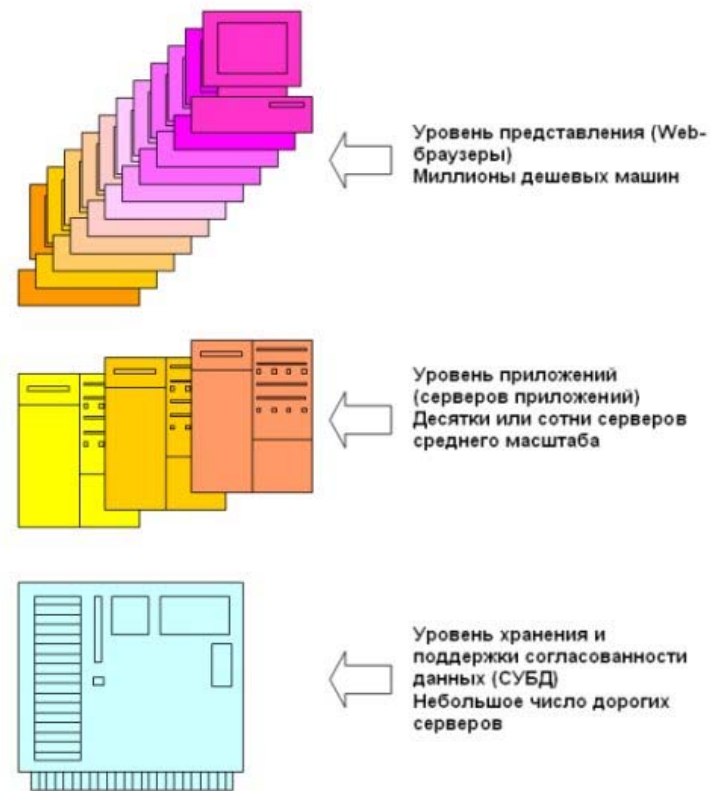 Уровень представления (Web-
браузеры)
Миллионы дешевых машин
Уровень приложений
(серверов приложений)
Десятки или сотни серверов
среднего масштаба
Уровень хранения и
поддержки согласованности
данных (СУБД)
Небольшое число дорогих
серверов